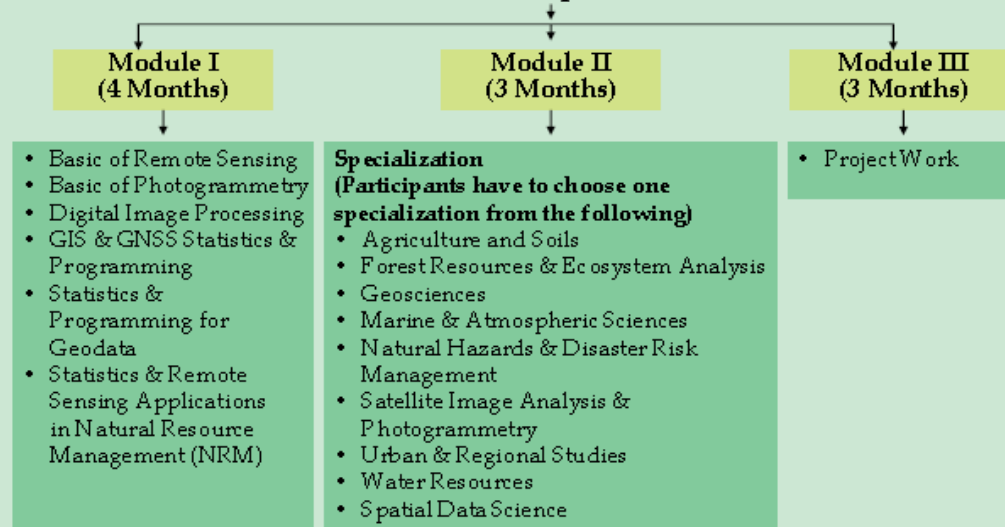 Module I
(4 Months)
• Basic of Remote Sensing
• Basic of Photogrammetry
• Digital Image Processing
• GIS & GNSS Statistics &
Programming
• Statistics &
Programming for
Geodata
• Statistics & Remote
Sensing Applications
in Natural Resource
Management (NRM)
Module II
(3 Months)
Specialization
(Participants have to choose one
specialization from the following)
• Agriculture and Soils
• Forest Resources & Ecosystem Analysis
• Geosciences
• Marine & Atmospheric Sciences
• Natural Hazards & Disaster Risk
Management
• Satellite Image Analysis &
Photogrammetry
• Urban & Regional Studies
• Water Resources
• Spatial Data Science
Module III
(3 Months)
• Project Work